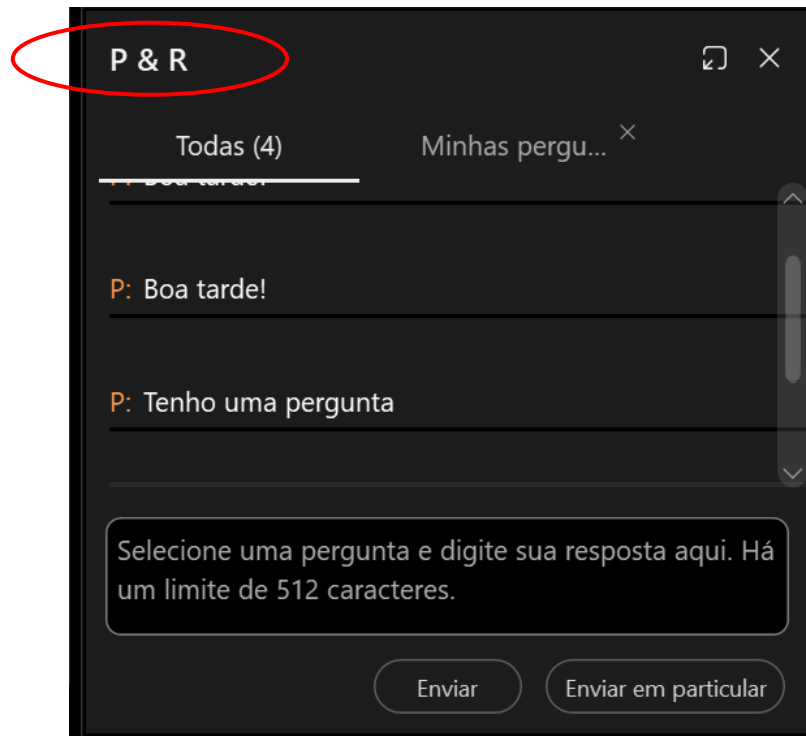 P & R
Todas (4)
Minhas pergu...
P: Boa tarde!
P: Tenho uma pergunta
Selecione uma pergunta e digite sua resposta aqui. Há
um limite de 512 caracteres.
Enviar
Enviar em particular